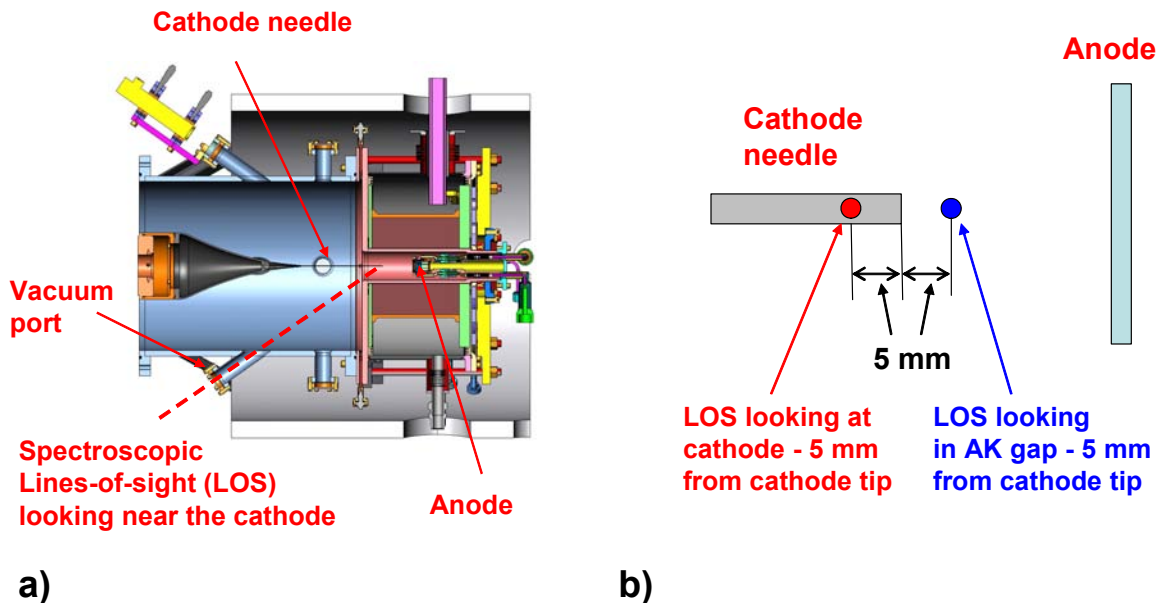 Cathode needle
Vacuum
port
Spectroscopic
Lines-of-sight (LOS)
looking near the cathode
Anode
a)
Anode
Cathode
needle
5 mm
LOS looking at
cathode - 5 mm
from cathode tip
LOS looking
in AK gap - 5 mm
from cathode tip
b)